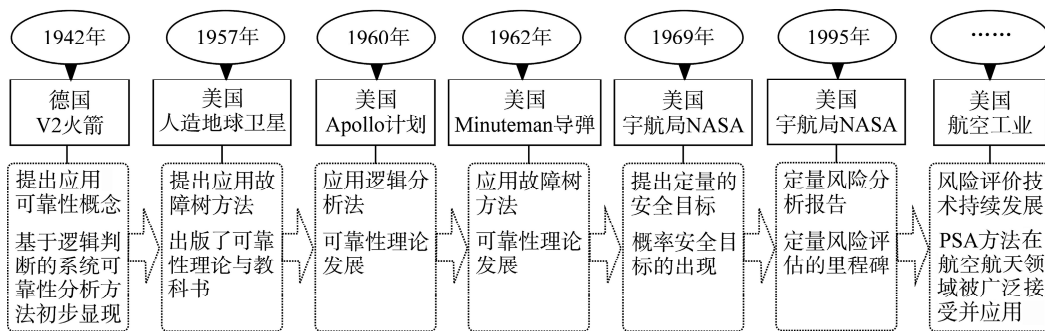 1942年
1957年
1960年
1962年
1969年
1995年
……
德国
V2火箭
美国
人造地球卫星
美国
Apollo计划
美国
Minuteman导弹
美国
宇航局NASA
美国
宇航局NASA
美国
航空工业
提出应用
可靠性概念
基于逻辑判
断的系统可
靠性分析方
法初步显现
提出应用故
障树方法
出版了可靠
性理论与教
科书
应用逻辑分
析法
可靠性理论
发展
应用故障树
方法
可靠性理论
发展
提出定量的
安全目标
概率安全目
标的出现
定量风险分
析报告
定量风险评
估的里程碑
风险评价技
术持续发展
PSA方法在
航空航天领
域被广泛接
受并应用